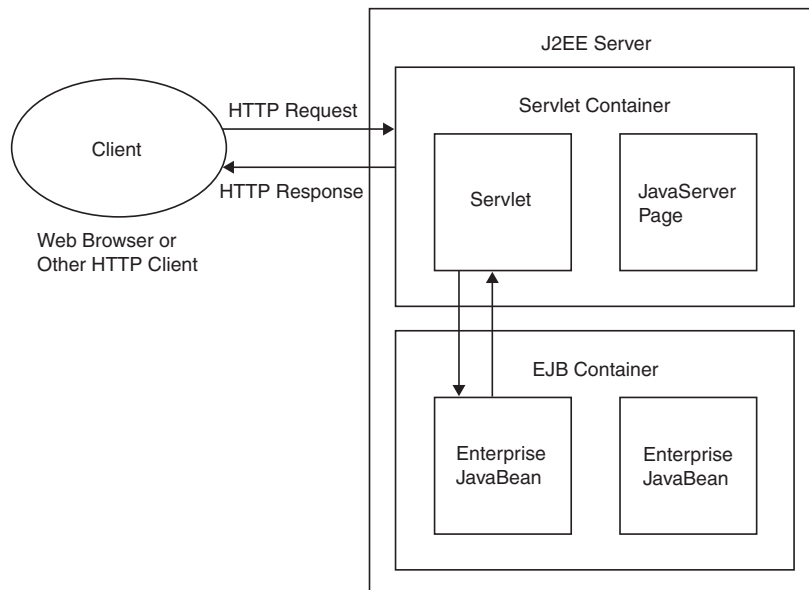 J2EE Server
Servlet Container
HTTP Request
Client
HTTP Response
Servlet
JavaServer
Page
Web Browser or
Other HTTP Client
EJB Container
Enterprise
JavaBean
Enterprise
JavaBean